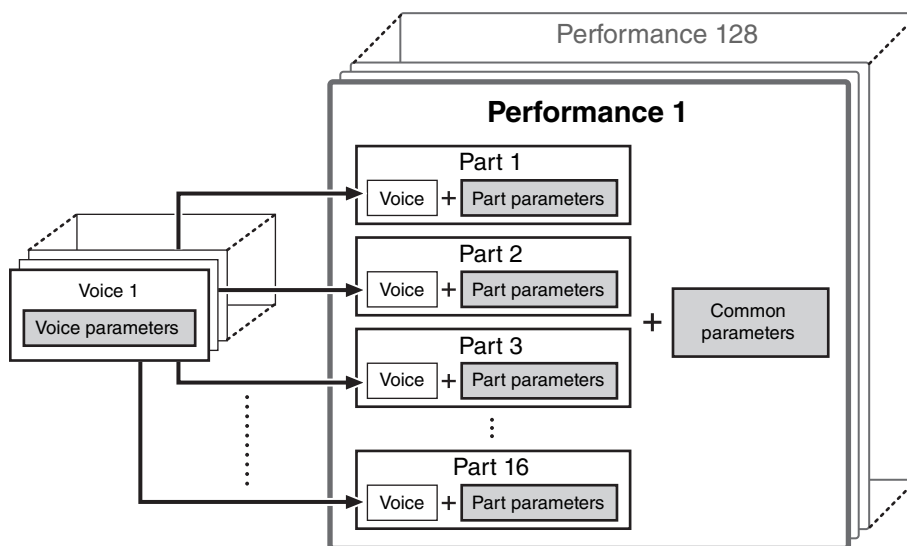 Performance 128
Performance 1
Part 1
Voice + Part parameters
Part 2
Voice + Part parameters
Part 3
Voice + Part parameters
Part 16
Voice + Part parameters
+
Common
parameters
Voice 1
Voice parameters